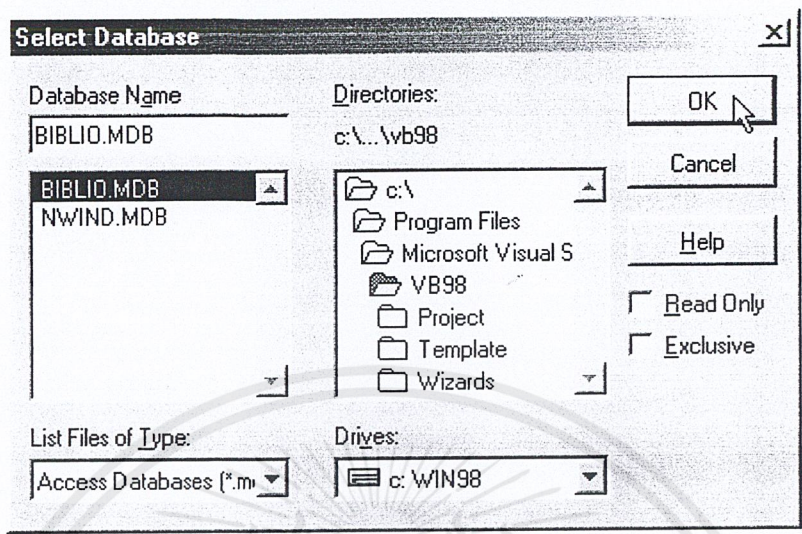 Select Database
Database Name
BIBLIO.MDB
BIBLIO.MDB
NWIND.MDB
List Files of Type:
Access Databases (*.m
Directories:
c:\...\vb98
c:\
Program Files
Microsoft Visual S
VB98
Project
Template
Wizards
Drives:
c: WIN98
OK
Cancel
Help
Read Only
Exclusive